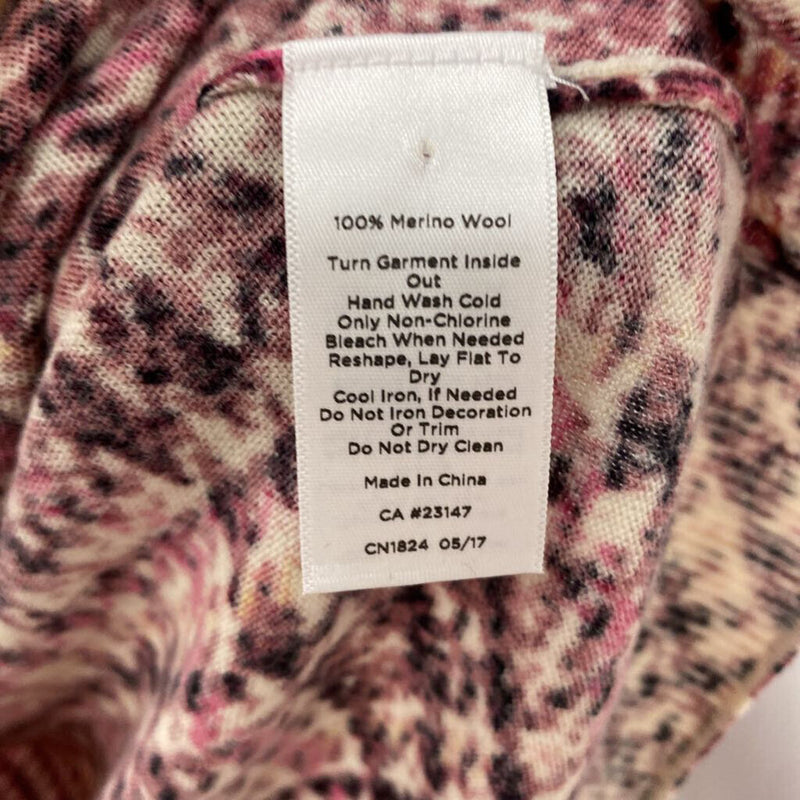 100% Merino Wool
Turn Garment Inside
Out
Hand Wash Cold
Only Non-Chlorine
Bleach When Needed
Reshape, Lay Flat To
Dry
Cool Iron, If Needed
Do Not Iron Decoration
Or Trim
Do Not Dry Clean
Made In China
CA #23147
CN1824 05/17